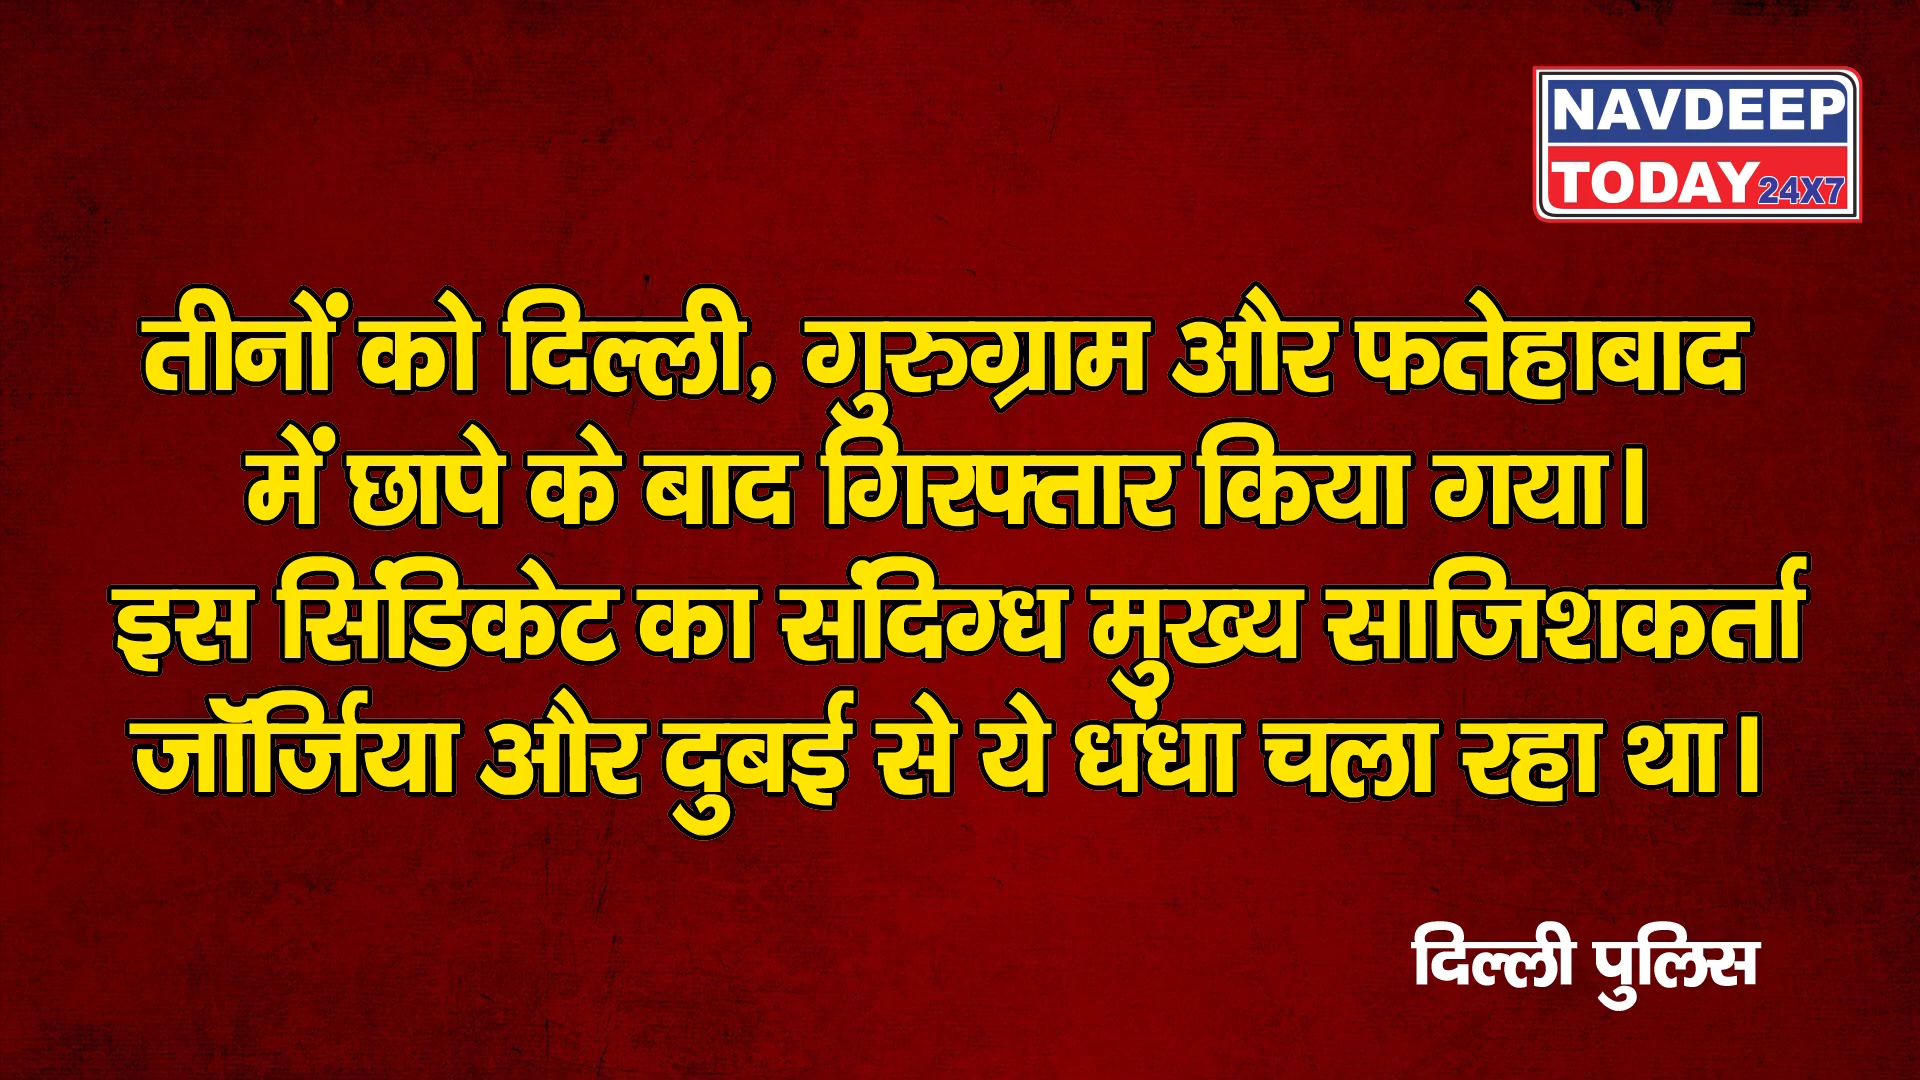 NAVDEEP
TODAY 24X7
तीनों को दिल्ली, गुरुग्राम और फतेहाबाद
में छापे के बाद गिरफ्तार किया गया।
इस सिंडिकेट का संदिग्ध मुख्य साजिशकर्ता
जॉर्जिया और दुबई से ये धंधा चला रहा था।
दिल्ली पुलिस